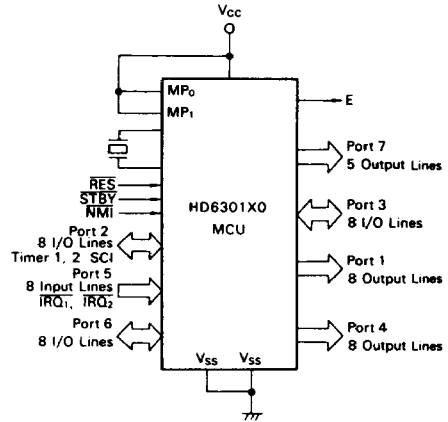 VCC
MP0
MP1
E
RES
STBY
NMI
HD6301X0
MCU
Port 2
8 I/O Lines
Timer 1, 2 SCI
Port 5
8 Input Lines
IRQ1, IRQ2
Port 6
8 I/O Lines
Port 7
5 Output Lines
Port 3
8 I/O Lines
Port 1
8 Output Lines
Port 4
8 Output Lines
VSS VSS